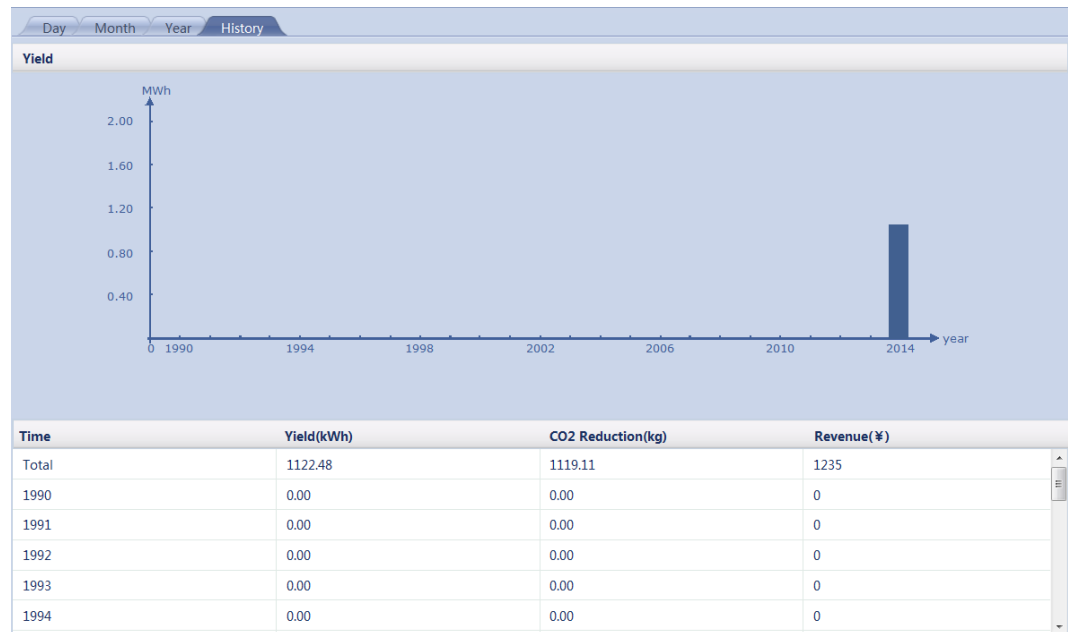 Day Month Year History
Yield
MWh
2.00
1.60
1.20
0.80
0.40
0 1990 1994 1998 2002 2006 2010 2014 year
Time Yield(kWh) CO2 Reduction(kg) Revenue(¥)
Total 1122.48 1119.11 1235
1990 0.00 0.00 0
1991 0.00 0.00 0
1992 0.00 0.00 0
1993 0.00 0.00 0
1994 0.00 0.00 0